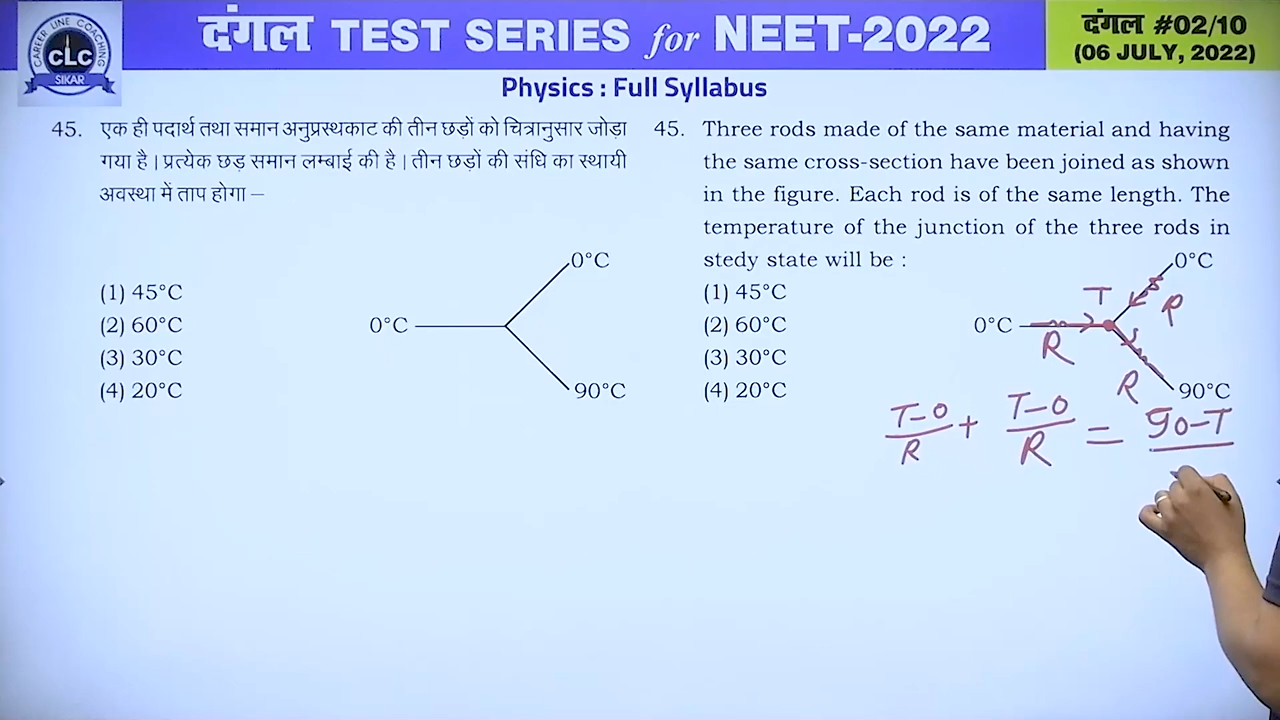 CAREER LINE COACHING
CLC
SIKAR
दंगल TEST SERIES for NEET-2022
दंगल #02/10
(06 JULY, 2022)
Physics : Full Syllabus
45. एक ही पदार्थ तथा समान अनुप्रस्थकाट की तीन छड़ों को चित्रानुसार जोड़ा
गया है। प्रत्येक छड़ समान लम्बाई की है। तीन छड़ों की संधि का स्थायी
अवस्था में ताप होगा –
0°C
(1) 45°C
(2) 60°C
0°C
(3) 30°C
(4) 20°C
90°C
45. Three rods made of the same material and having
the same cross-section have been joined as shown
in the figure. Each rod is of the same length. The
temperature of the junction of the three rods in
stedy state will be :
0°C
(1) 45°C
T
R
(2) 60°C
0°C
R
(3) 30°C
R
(4) 20°C
90°C
T-0/R + T-0/R = 90-T